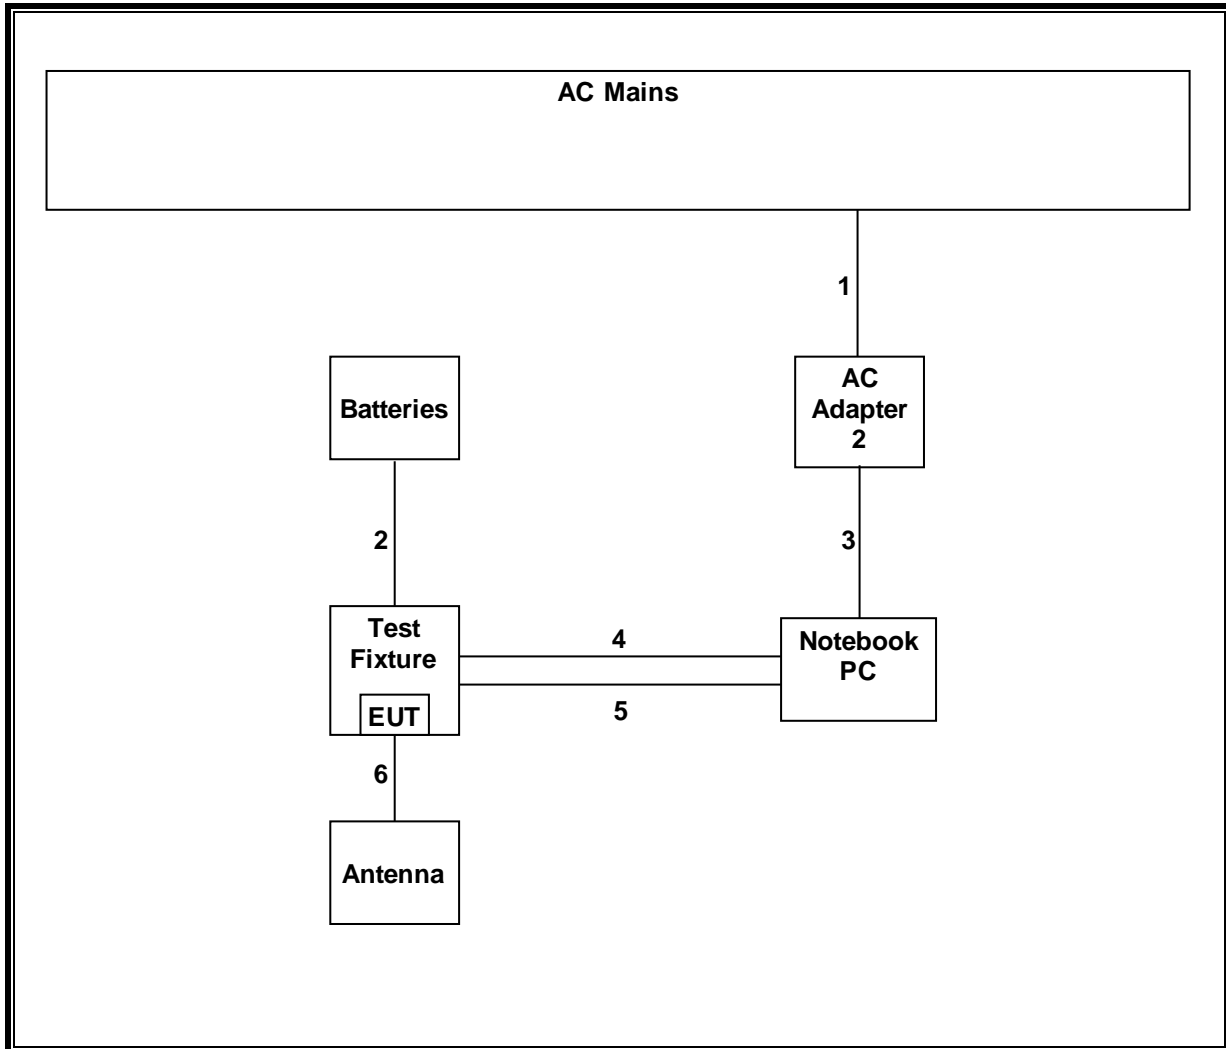 AC Mains
1
Batteries
AC
Adapter
2
2
3
Test
Fixture
4
Notebook
PC
EUT
5
6
Antenna